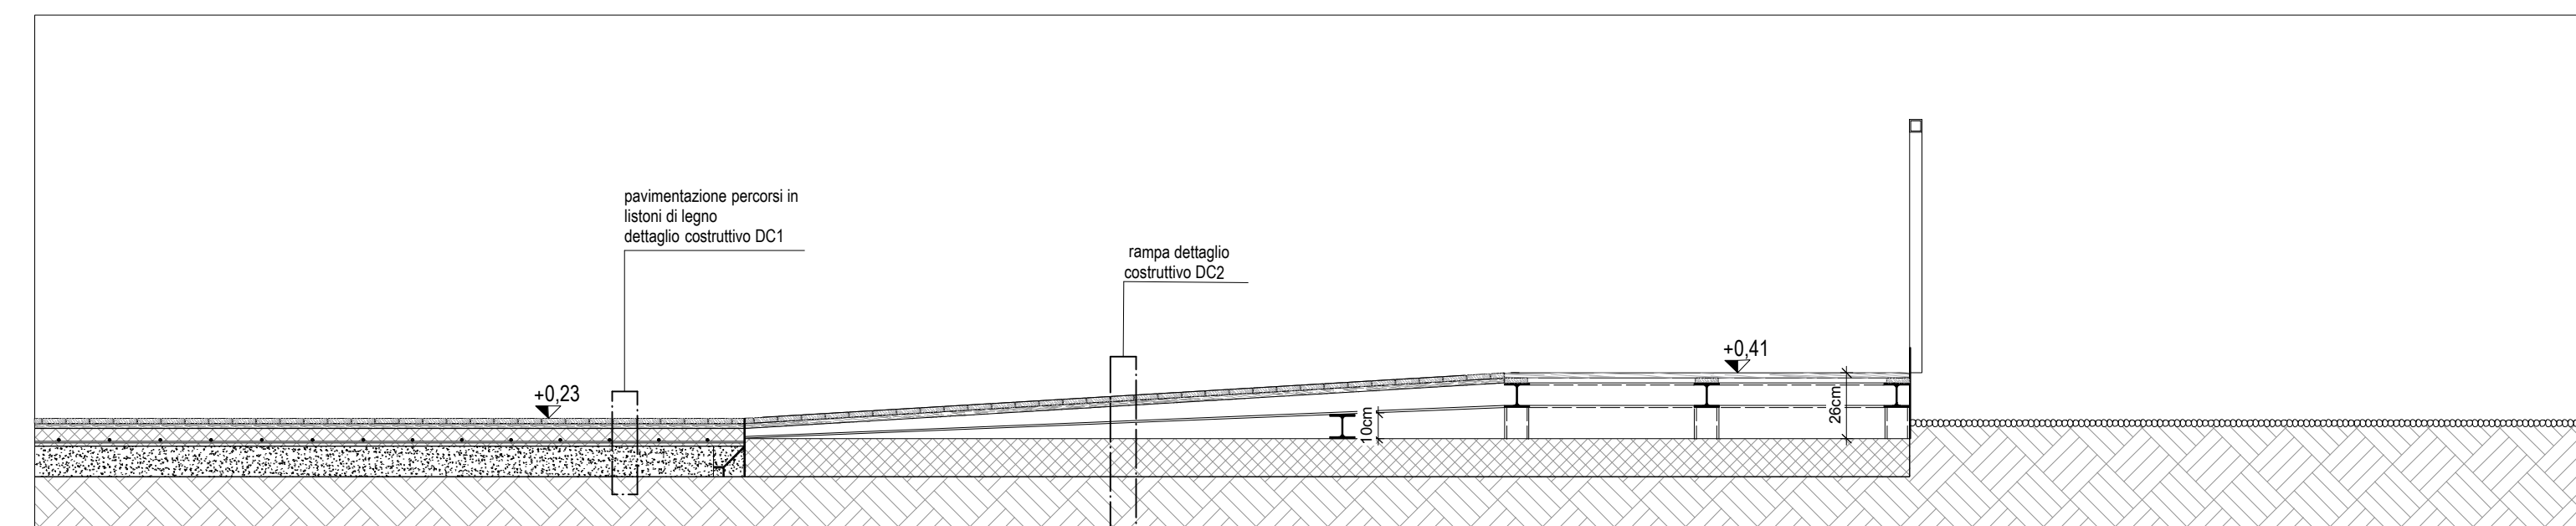 pavimentazione percorsi in
listoni di legno
dettaglio costruttivo DC1
rampa dettaglio
costruttivo DC2
+0,23
+0,41
10cm
26cm